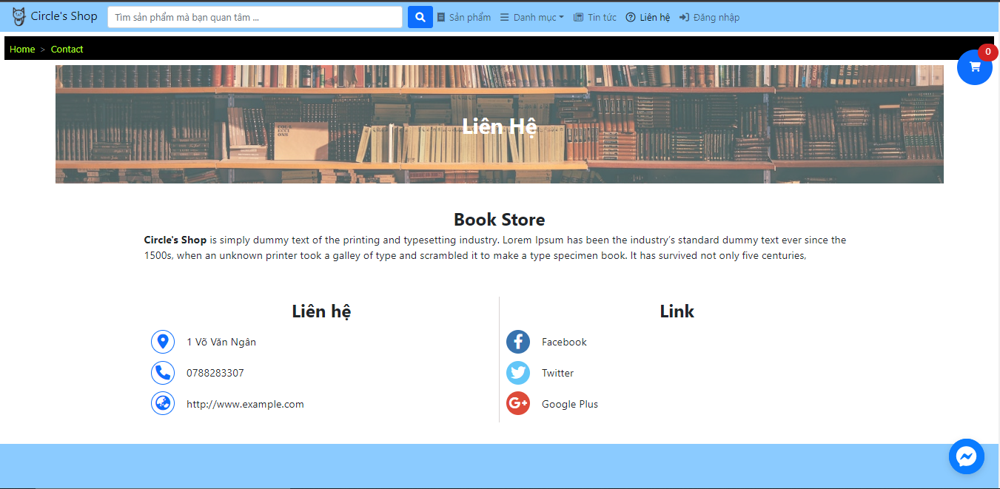 Circle's Shop
Tìm sản phẩm mà bạn quan tâm ...
Sản phẩm
Danh mục
Tin tức
Liên hệ
Đăng nhập
Home > Contact
0
Liên Hệ
COL·LECCIONS
Book Store
Circle's Shop is simply dummy text of the printing and typesetting industry. Lorem Ipsum has been the industry’s standard dummy text ever since the
1500s, when an unknown printer took a galley of type and scrambled it to make a type specimen book. It has survived not only five centuries,
Liên hệ
1 Võ Văn Ngân
0788283307
http://www.example.com
Link
Facebook
Twitter
G+ Google Plus